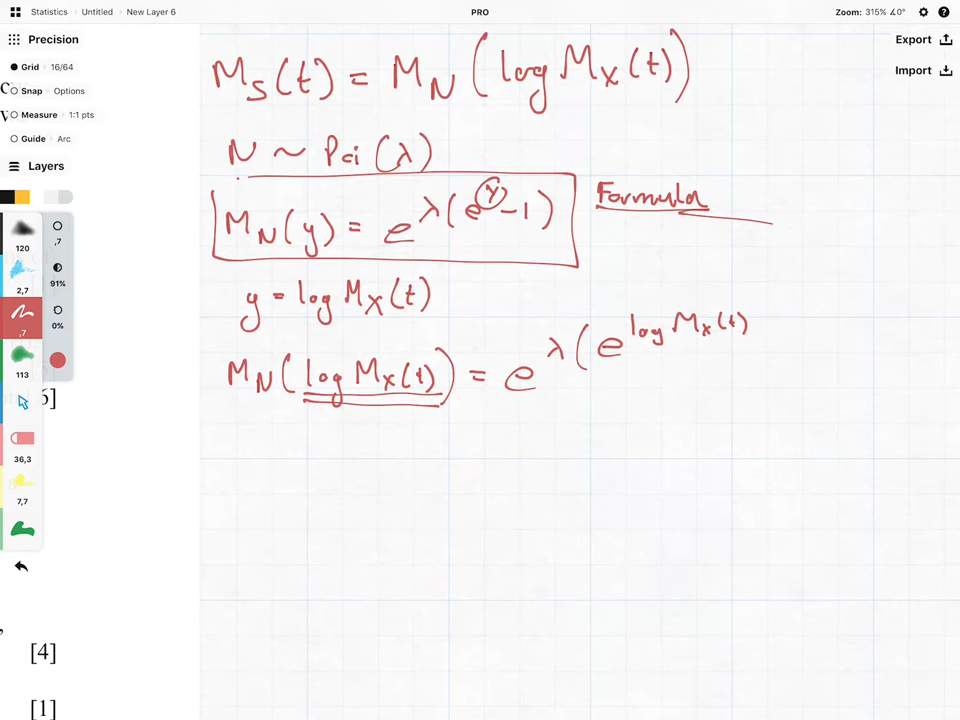 Statistics › Untitled › New Layer 6
PRO
Zoom: 315% ∡0°
Precision
Export
Grid 16/64
Import
Snap Options
Measure 1:1 pts
Guide Arc
Layers
120
,7
2,7
91%
,7
0%
113
36,3
7,7
M_S(t) = M_N(log M_X(t))
N ~ Poi(λ)
M_N(y) = e^{λ(e^y - 1)}
Formula
y = log M_X(t)
M_N(log M_X(t)) = e^{λ(e^{log M_X(t)}
6]
[4]
[1]